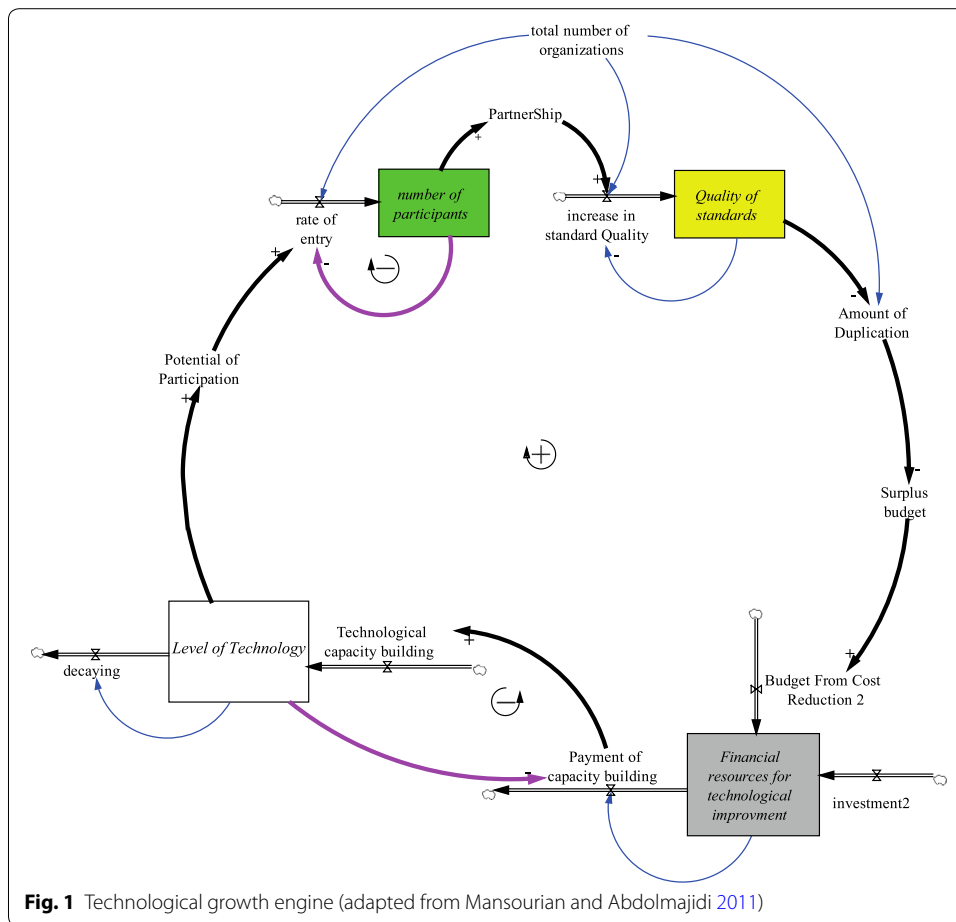 total number of
organizations
PartnerShip
+
number of
participants
rate of
entry
+
-
+
increase in
standard Quality
-
Quality of
standards
-
Amount of
Duplication
Potential of
Participation
+
-
Surplus
budget
+
Budget From Cost
Reduction 2
Level of Technology
decaying
Technological
capacity building
+
Payment of
capacity building
-
Financial
resources for
technological
improvment
investment2
Fig. 1 Technological growth engine (adapted from Mansourian and Abdolmajidi 2011)